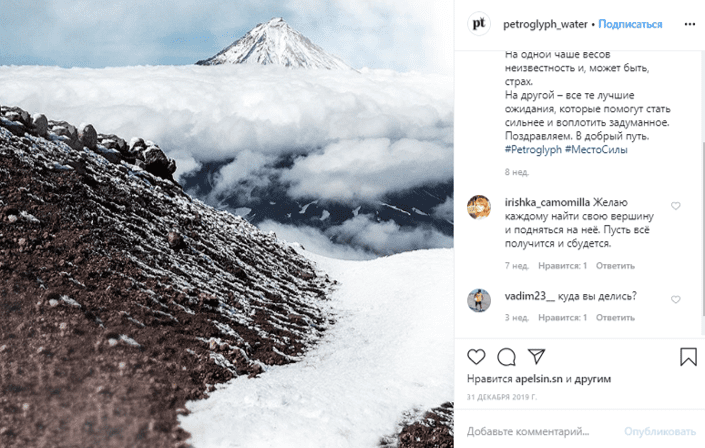 pt
petroglyph_water • Подписаться
На одной чаше весов
неизвестность и, может быть,
страх.
На другой – все те лучшие
ожидания, которые помогут стать
сильнее и воплотить задуманное.
Поздравляем. В добрый путь.
#Petroglyph #МестоСилы
8 нед.
irishka_camomilla Желаю
каждому найти свою вершину
и подняться на неё. Пусть всё
получится и сбудется.
7 нед. Нравится: 1 Ответить
vadim23__ куда вы делись?
3 нед. Нравится: 1 Ответить
Нравится apelsin.sn и другим
31 ДЕКАБРЯ 2019 Г.
Добавьте комментарий... Опубликовать